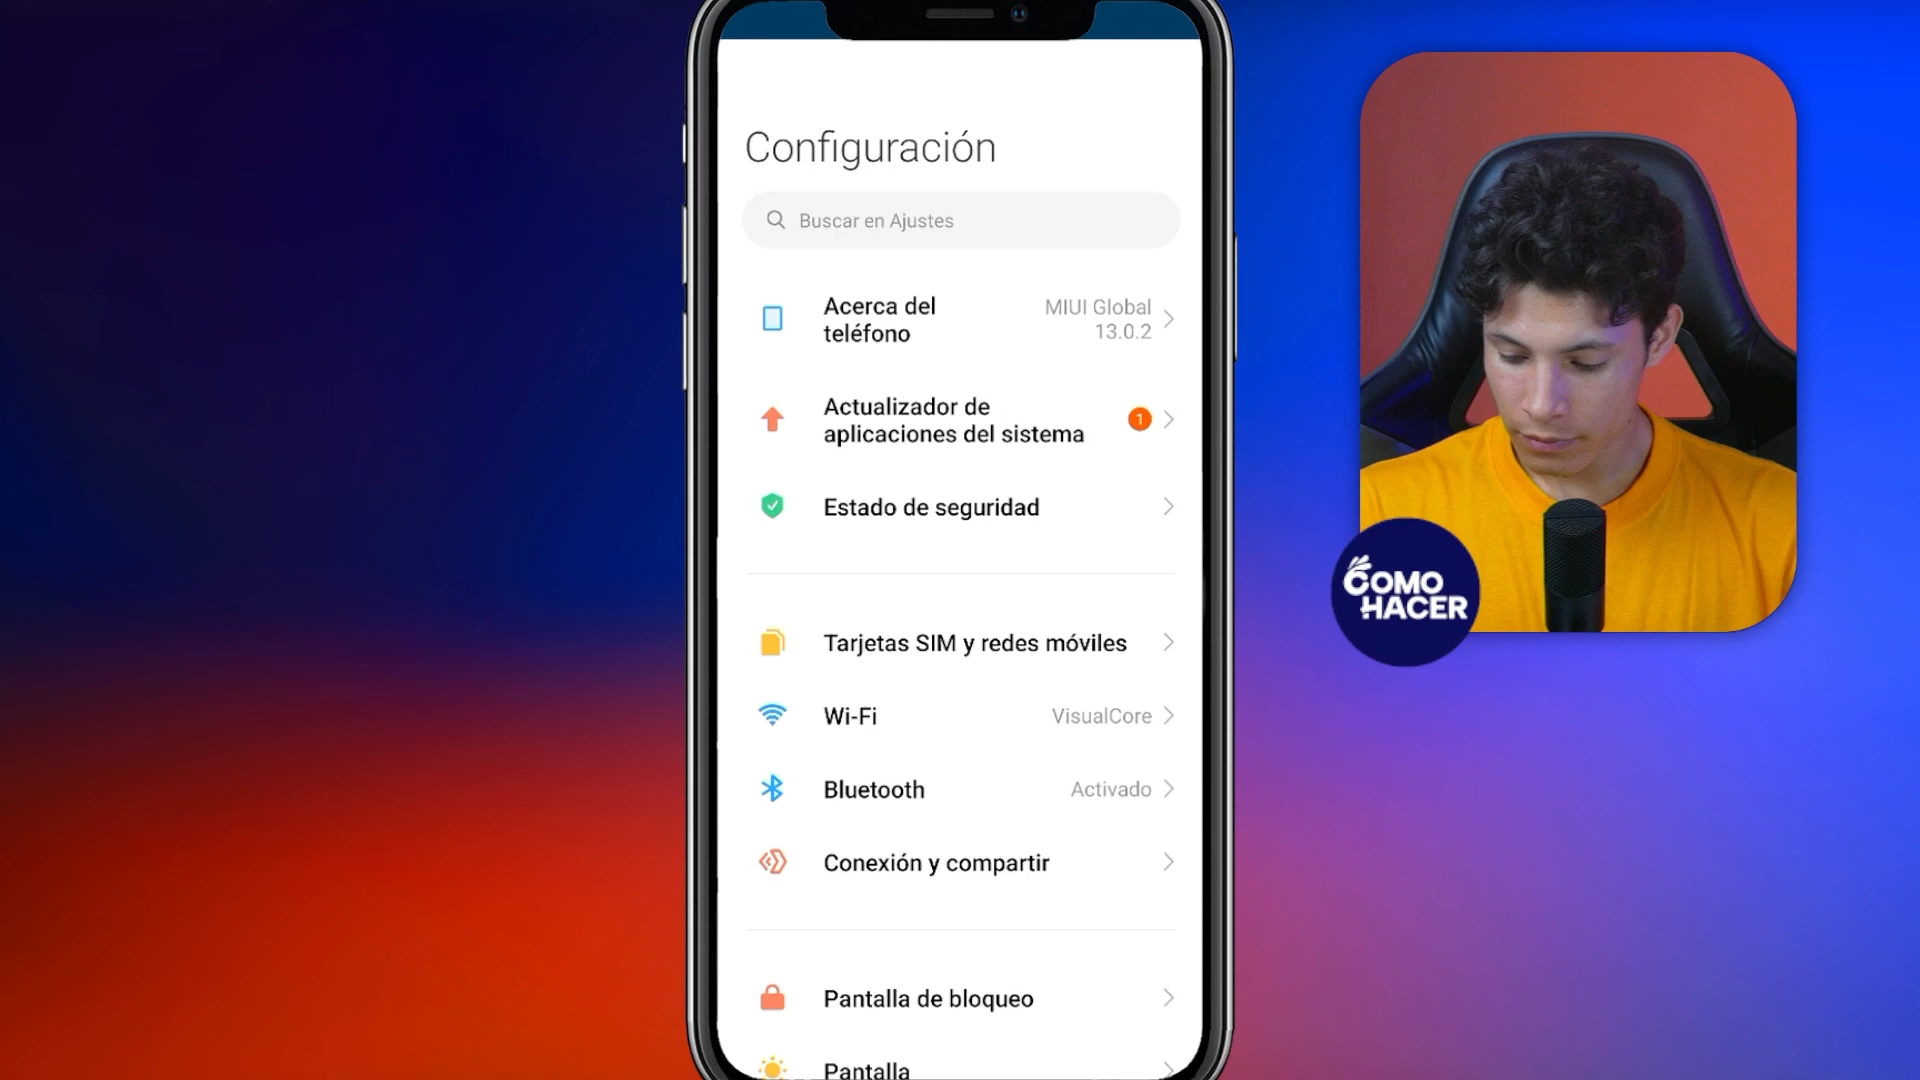 Configuración
Buscar en Ajustes
Acerca del
teléfono
MIUI Global
13.0.2
Actualizador de
aplicaciones del sistema
1
Estado de seguridad
Tarjetas SIM y redes móviles
Wi-Fi
VisualCore
Bluetooth
Activado
Conexión y compartir
Pantalla de bloqueo
Pantalla
COMO
HACER